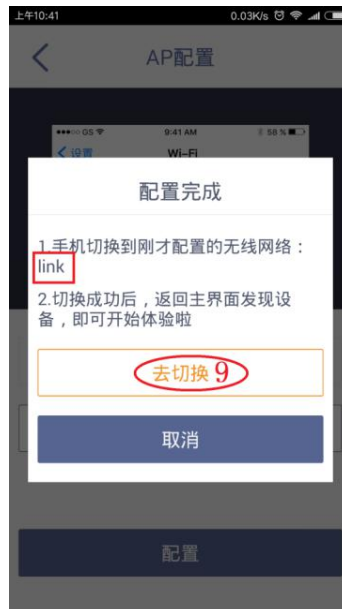 上午10:41 0.03K/s
AP配置
GS 9:41 AM 58 %
设置 Wi-Fi
配置完成
1.手机切换到刚才配置的无线网络：
link
2.切换成功后，返回主界面发现设
备，即可开始体验啦
去切换 9
取消
配置